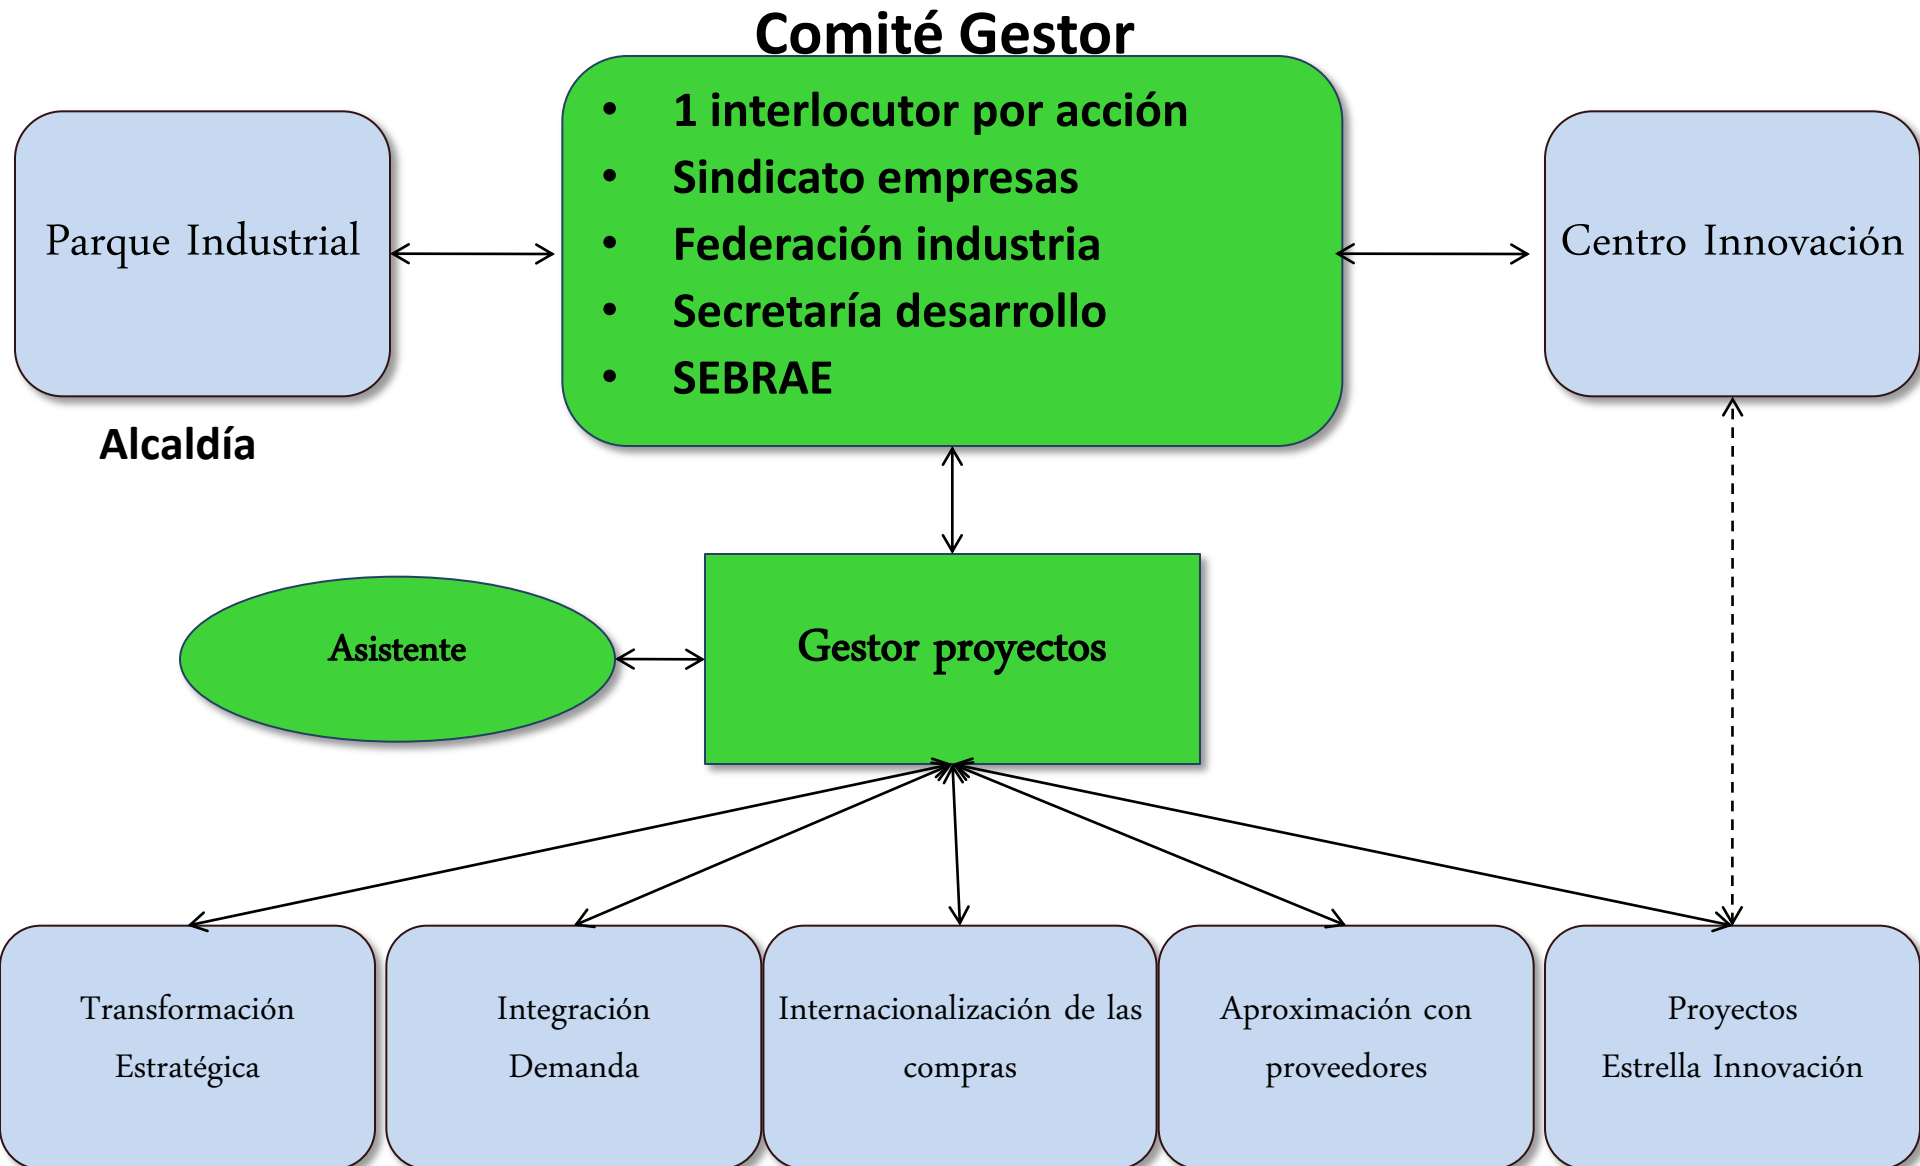 Comité Gestor
• 1 interlocutor por acción
• Sindicato empresas
• Federación industria
• Secretaría desarrollo
• SEBRAE
Parque Industrial
Centro Innovación
Alcaldía
Asistente
Gestor proyectos
Transformación
Estratégica
Integración
Demanda
Internacionalización de las
compras
Aproximación con
proveedores
Proyectos
Estrella Innovación